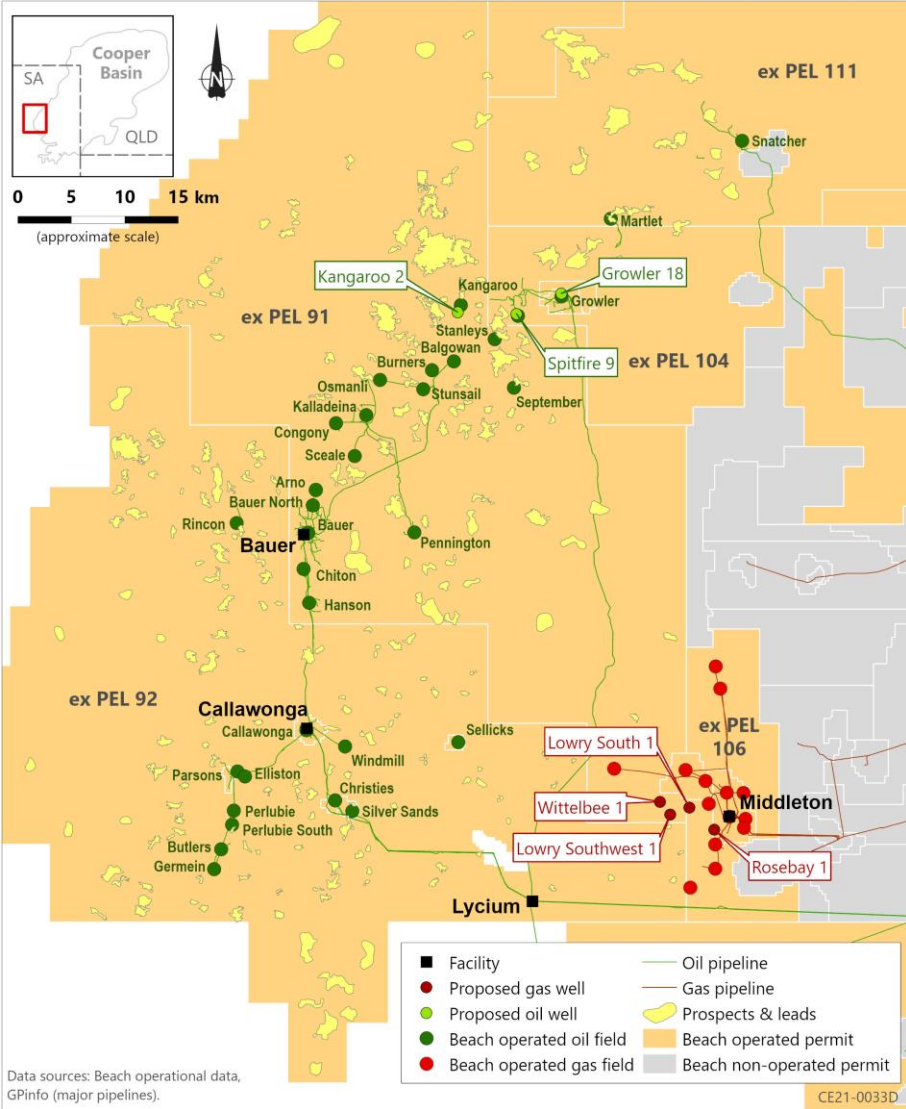 Cooper
Basin
SA
QLD
N
0 5 10 15 km
(approximate scale)
ex PEL 111
Snatcher
Martlet
Kangaroo 2
Kangaroo
Growler 18
Growler
ex PEL 91
Stanleys
Spitfire 9
Balgowan
Burners
ex PEL 104
Osmanli
Stunsail
September
Kalladeina
Congony
Sceale
Arno
Bauer North
Rincon
Bauer
Bauer
Pennington
Chiton
Hanson
ex PEL 92
Callawonga
Callawonga
Sellicks
ex PEL
106
Windmill
Lowry South 1
Parsons
Elliston
Christies
Wittelbee 1
Middleton
Perlubie
Silver Sands
Perlubie South
Lowry Southwest 1
Butlers
Rosebay 1
Germein
Lycium
Facility
Proposed gas well
Proposed oil well
Beach operated oil field
Beach operated gas field
Oil pipeline
Gas pipeline
Prospects & leads
Beach operated permit
Beach non-operated permit
Data sources: Beach operational data,
GPinfo (major pipelines).
CE21-0033D